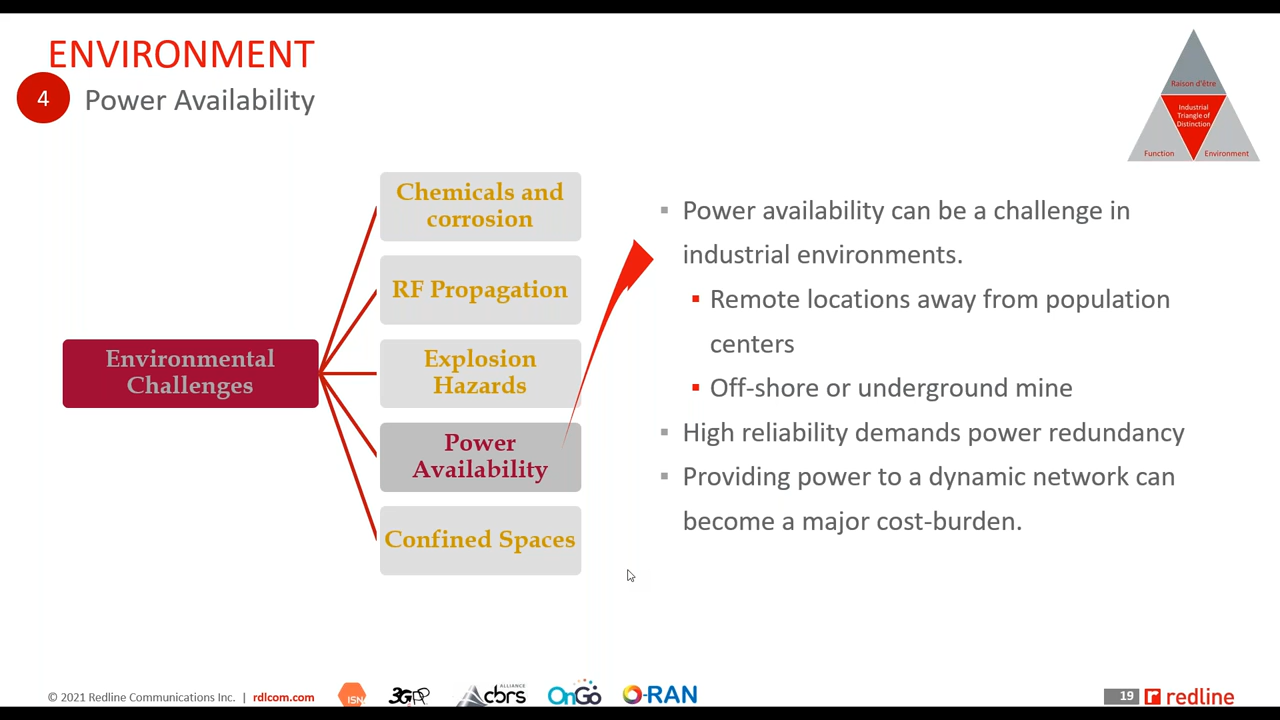 ENVIRONMENT
4
Power Availability
Raison d'être
Industrial
Triangle of
Distinction
Function
Environment
Environmental
Challenges
Chemicals and
corrosion
RF Propagation
Explosion
Hazards
Power
Availability
Confined Spaces
▪ Power availability can be a challenge in
industrial environments.
▪ Remote locations away from population
centers
▪ Off-shore or underground mine
▪ High reliability demands power redundancy
▪ Providing power to a dynamic network can
become a major cost-burden.
© 2021 Redline Communications Inc. | rdlcom.com
ISN
3GPP
ALLIANCE
cbrs
OnGo
O-RAN
19
redline